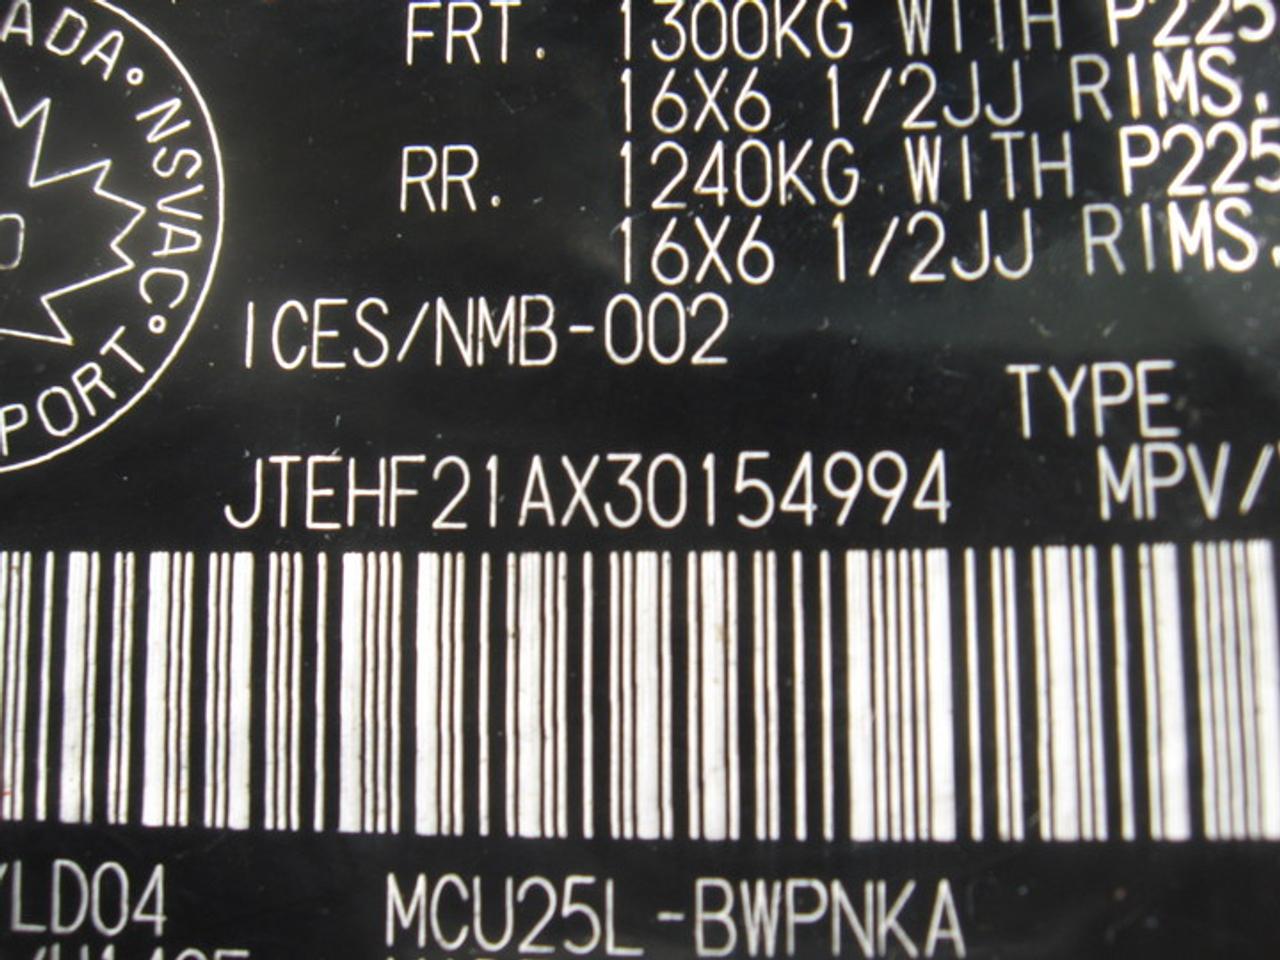 FRT. 1300KG WITH P225
16X6 1/2JJ RIMS.
RR. 1240KG WITH P225
16X6 1/2JJ RIMS.
ADA • NSVAC • PORT
ICES/NMB-002
TYPE
JTEHF21AX30154994 MPV/
YLD04 MCU25L-BWPNKA